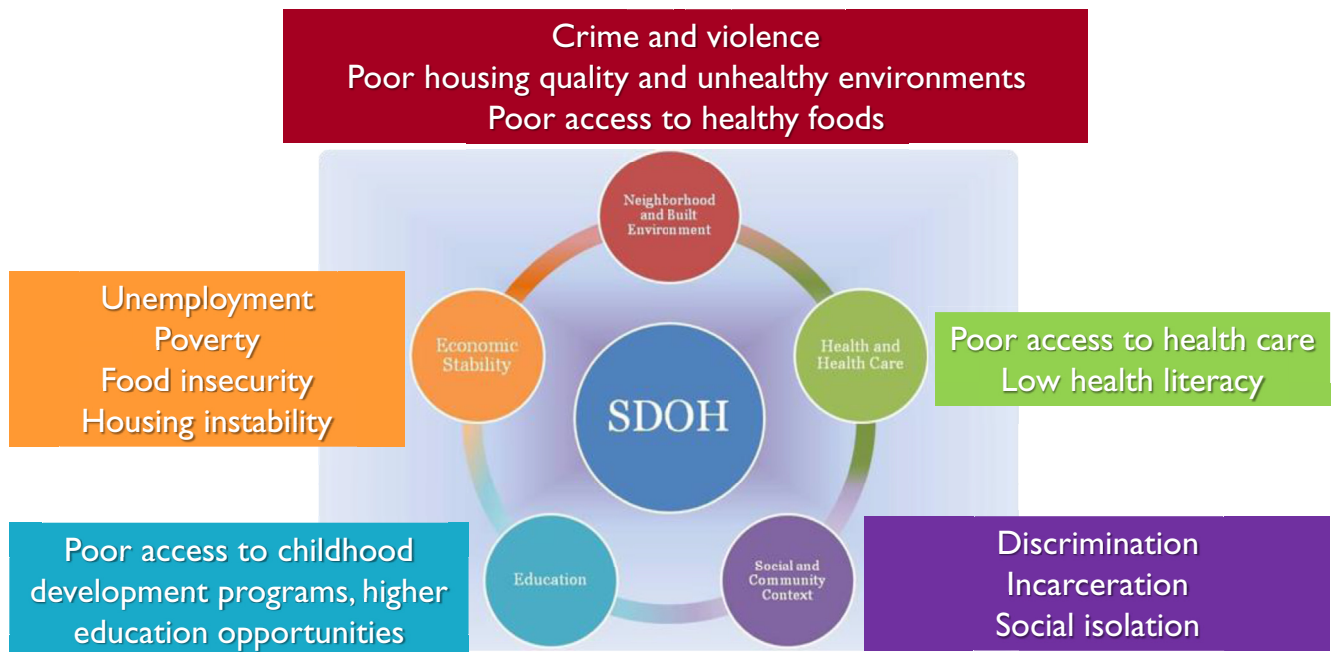 Crime and violence
Poor housing quality and unhealthy environments
Poor access to healthy foods
Neighborhood
and Built
Environment
Unemployment
Poverty
Food insecurity
Housing instability
Economic
Stability
SDOH
Health and
Health Care
Poor access to health care
Low health literacy
Poor access to childhood
development programs, higher
education opportunities
Education
Social and
Community
Context
Discrimination
Incarceration
Social isolation